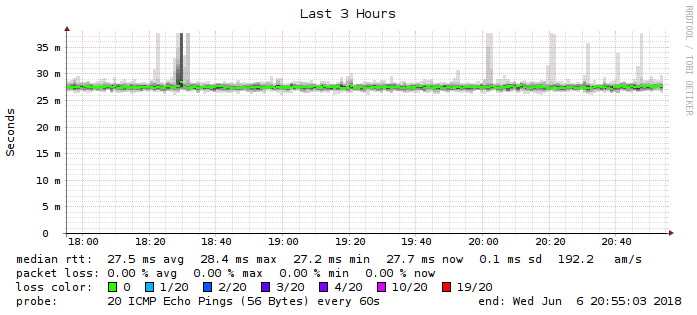 Last 3 Hours
RRDTOOL / TOBI OETIKER
Seconds
35 m
30 m
25 m
20 m
15 m
10 m
5 m
0
18:00 18:20 18:40 19:00 19:20 19:40 20:00 20:20 20:40
median rtt: 27.5 ms avg 28.4 ms max 27.2 ms min 27.7 ms now 0.1 ms sd 192.2 am/s
packet loss: 0.00 % avg 0.00 % max 0.00 % min 0.00 % now
loss color: 0 1/20 2/20 3/20 4/20 10/20 19/20
probe: 20 ICMP Echo Pings (56 Bytes) every 60s end: Wed Jun 6 20:55:03 2018